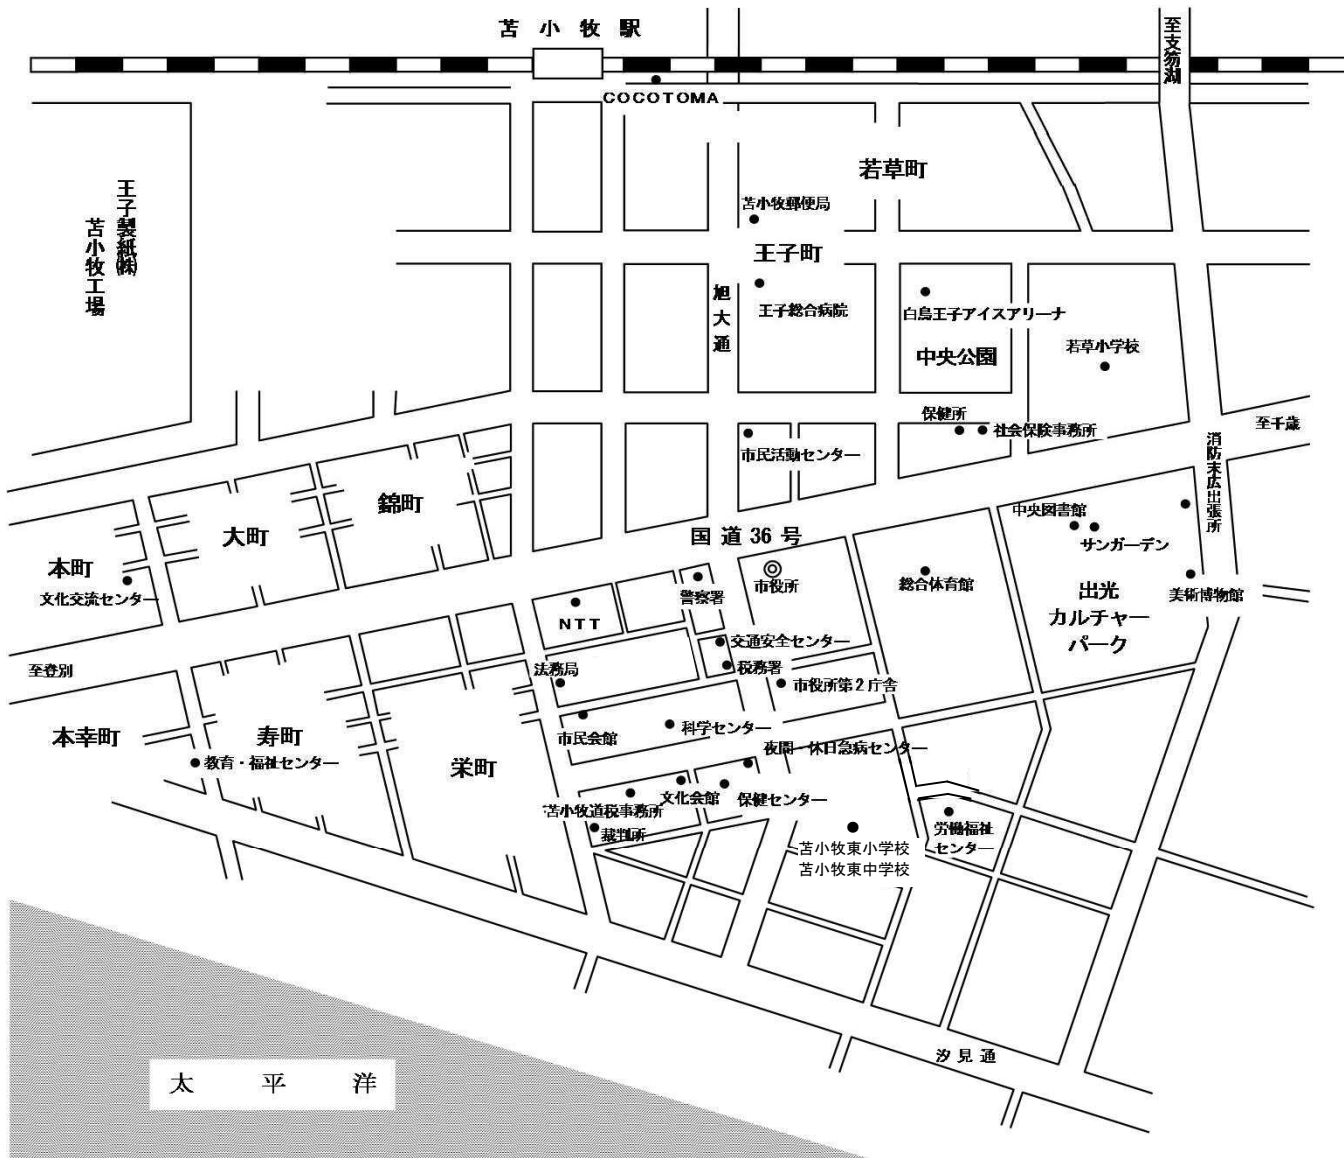 苫小牧駅
至支笏湖
COCOTOMA
若草町
王子製紙㈱
苫小牧工場
苫小牧郵便局
王子町
旭大通
王子総合病院
白鳥王子アイスアリーナ
中央公園
若草小学校
保健所
社会保険事務所
至千歳
市民活動センター
消防末広出張所
錦町
大町
国道36号
中央図書館
サンガーデン
本町
文化交流センター
市役所
総合体育館
警察署
出光
カルチャー
パーク
美術博物館
NTT
交通安全センター
税務署
至登別
法務局
市役所第2庁舎
本幸町
寿町
市民会館
科学センター
夜間・休日急病センター
教育・福祉センター
栄町
文化会館
保健センター
苫小牧道税事務所
裁判所
労働福祉
センター
苫小牧東小学校
苫小牧東中学校
汐見通
太平洋